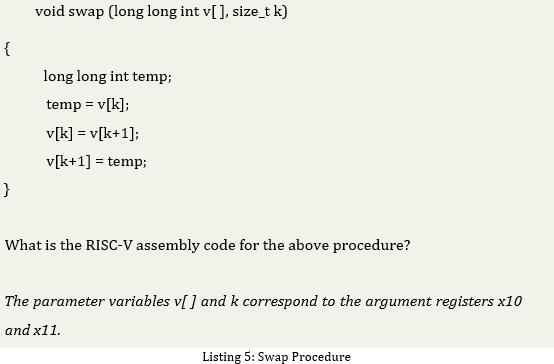 void swap (long long int v[ ], size_t k)
{
long long int temp;
temp = v[k];
v[k] = v[k+1];
v[k+1] = temp;
}
What is the RISC-V assembly code for the above procedure?
The parameter variables v[ ] and k correspond to the argument registers x10
and x11.
Listing 5: Swap Procedure